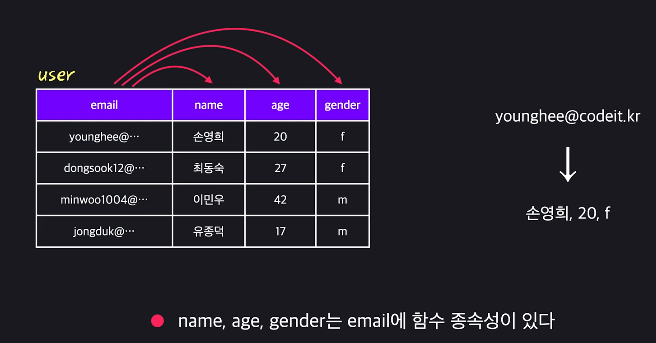 user
email name age gender
younghee@… 손영희 20 f
dongsook12@… 최동숙 27 f
minwoo1004@… 이민우 42 m
jongduk@… 유종덕 17 m
younghee@codeit.kr
손영희, 20, f
name, age, gender는 email에 함수 종속성이 있다